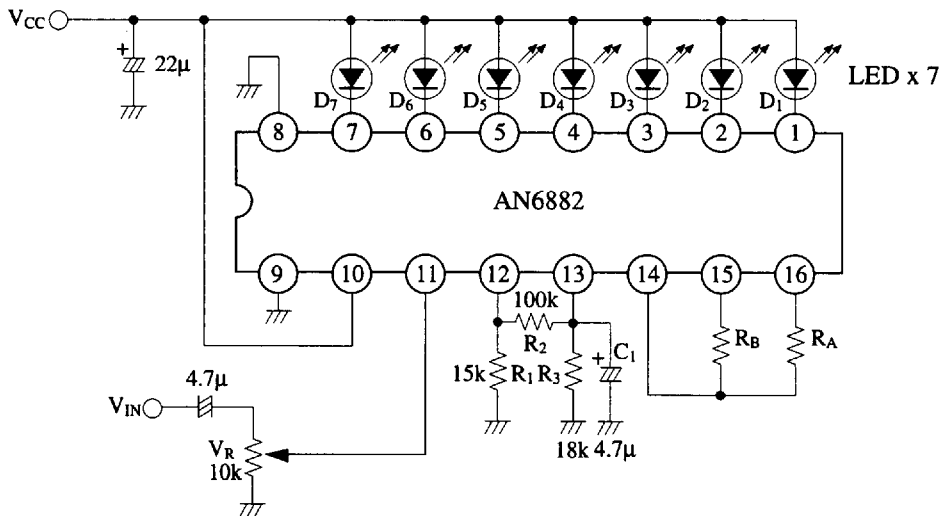 V_CC
22μ
LED x 7
D₇ D₆ D₅ D₄ D₃ D₂ D₁
8 7 6 5 4 3 2 1
AN6882
9 10 11 12 13 14 15 16
100k
R₂
R_B R_A
C₁
15k R₁ R₃
4.7μ
V_IN
V_R
10k
18k 4.7μ